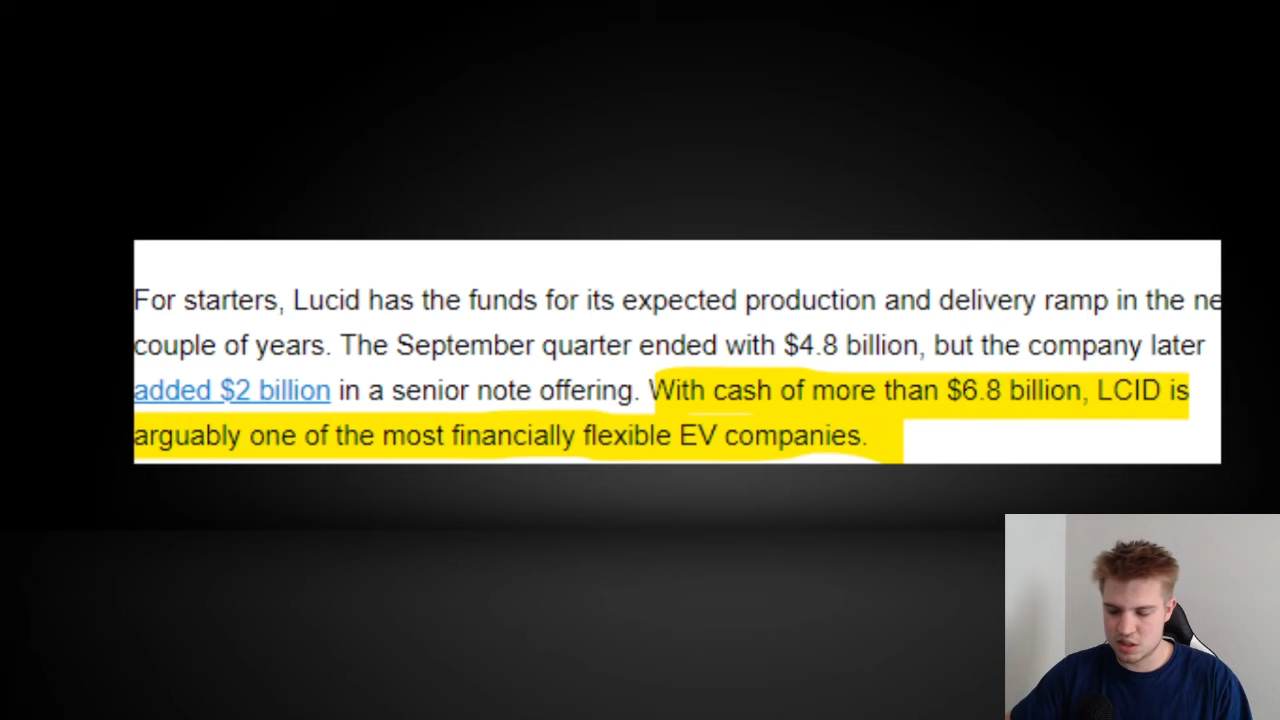 For starters, Lucid has the funds for its expected production and delivery ramp in the ne
couple of years. The September quarter ended with $4.8 billion, but the company later
added $2 billion in a senior note offering. With cash of more than $6.8 billion, LCID is
arguably one of the most financially flexible EV companies.